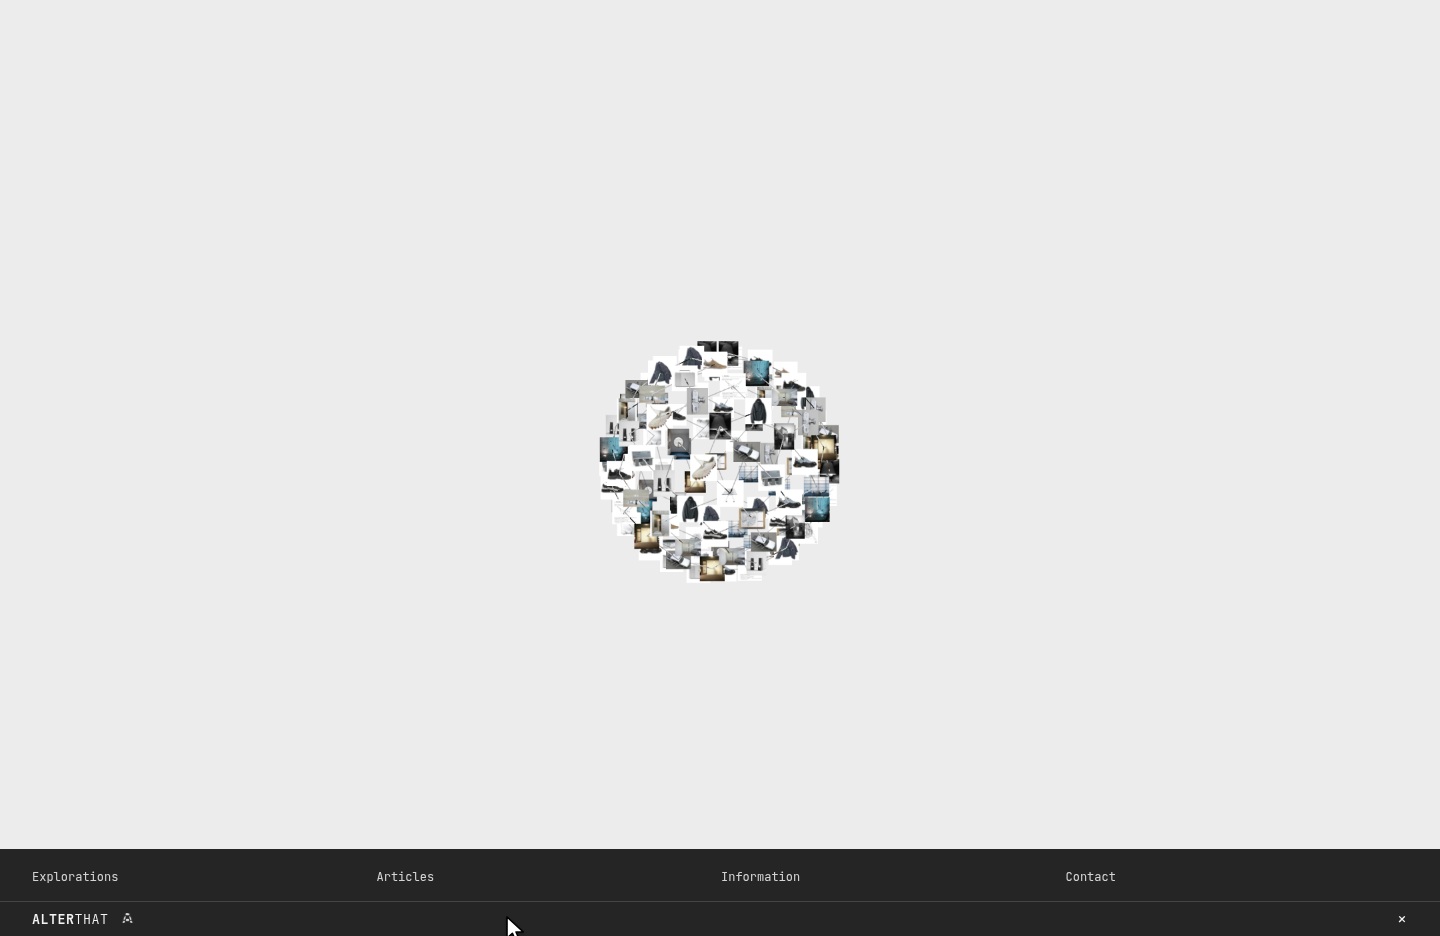 Explorations
Articles
Information
Contact
ALTERTHAT